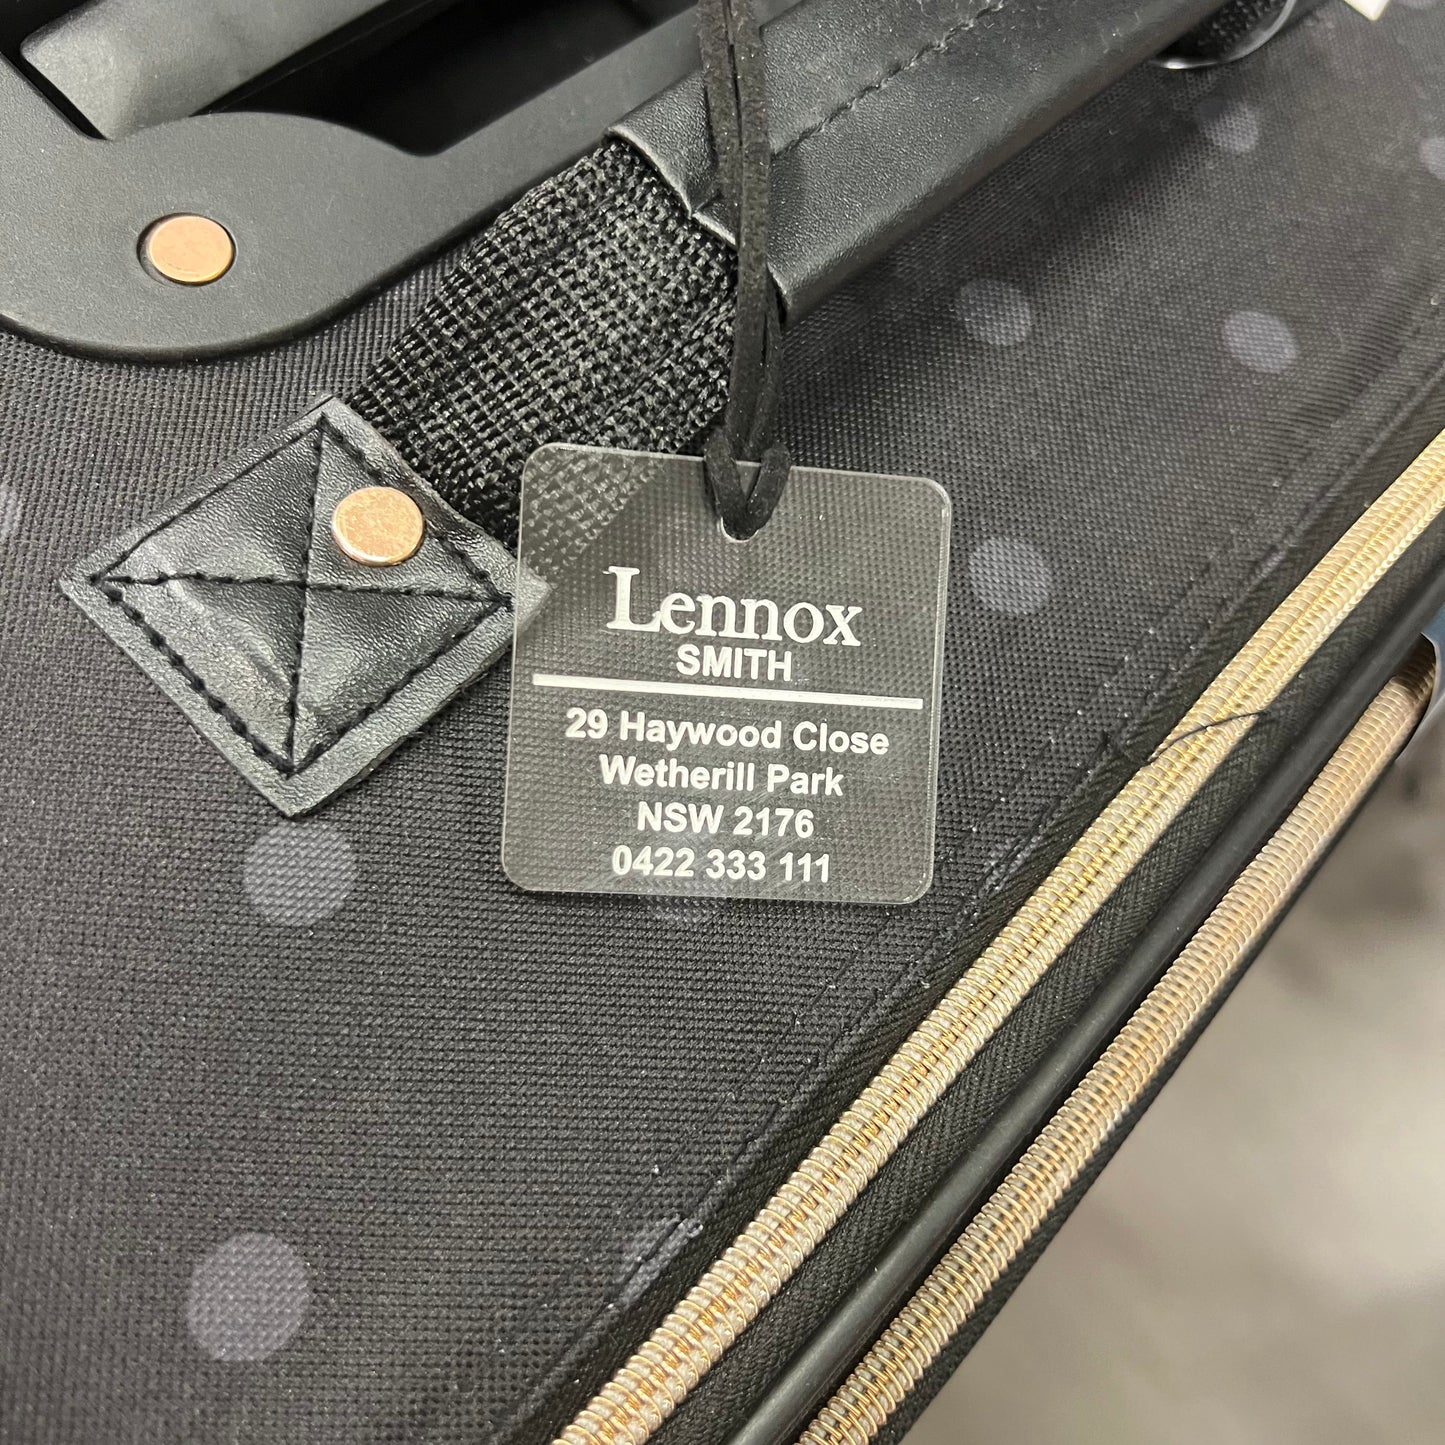 Lennox
SMITH
29 Haywood Close
Wetherill Park
NSW 2176
0422 333 111